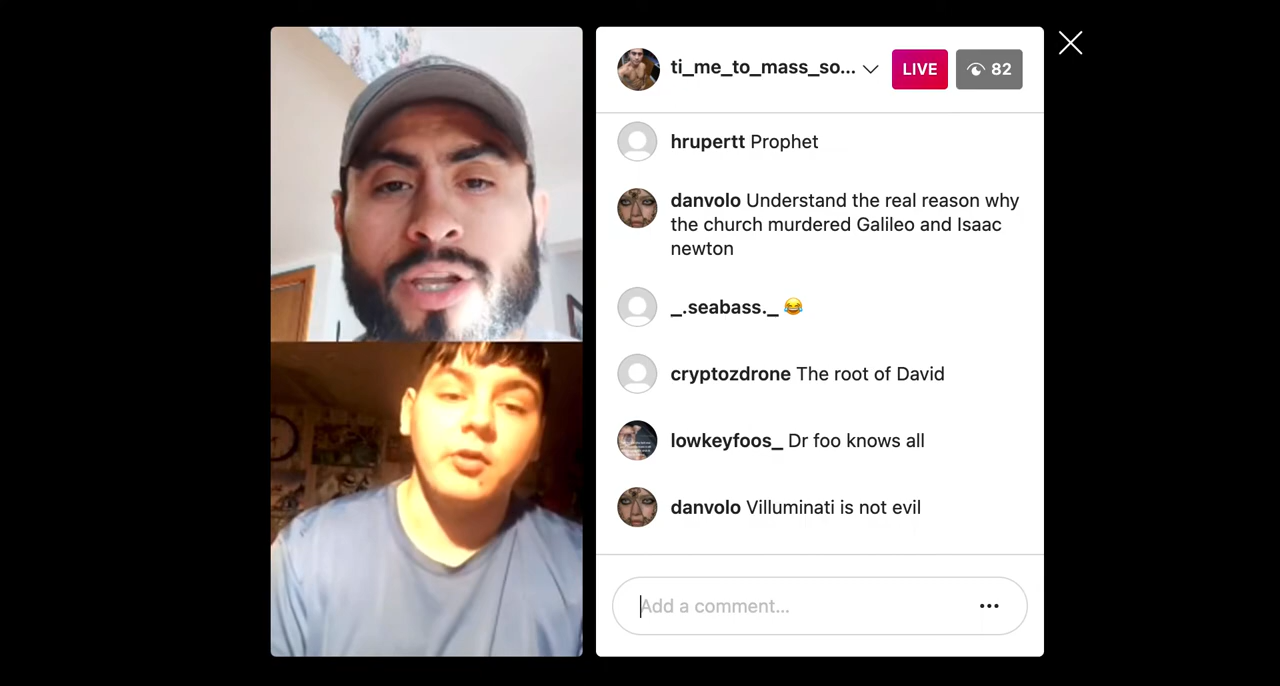 ti_me_to_mass_so...
LIVE
82
hrupertt Prophet
danvolo Understand the real reason why
the church murdered Galileo and Isaac
newton
_.seabass._ 😂
cryptozdrone The root of David
lowkeyfoos_ Dr foo knows all
danvolo Villuminati is not evil
Add a comment...